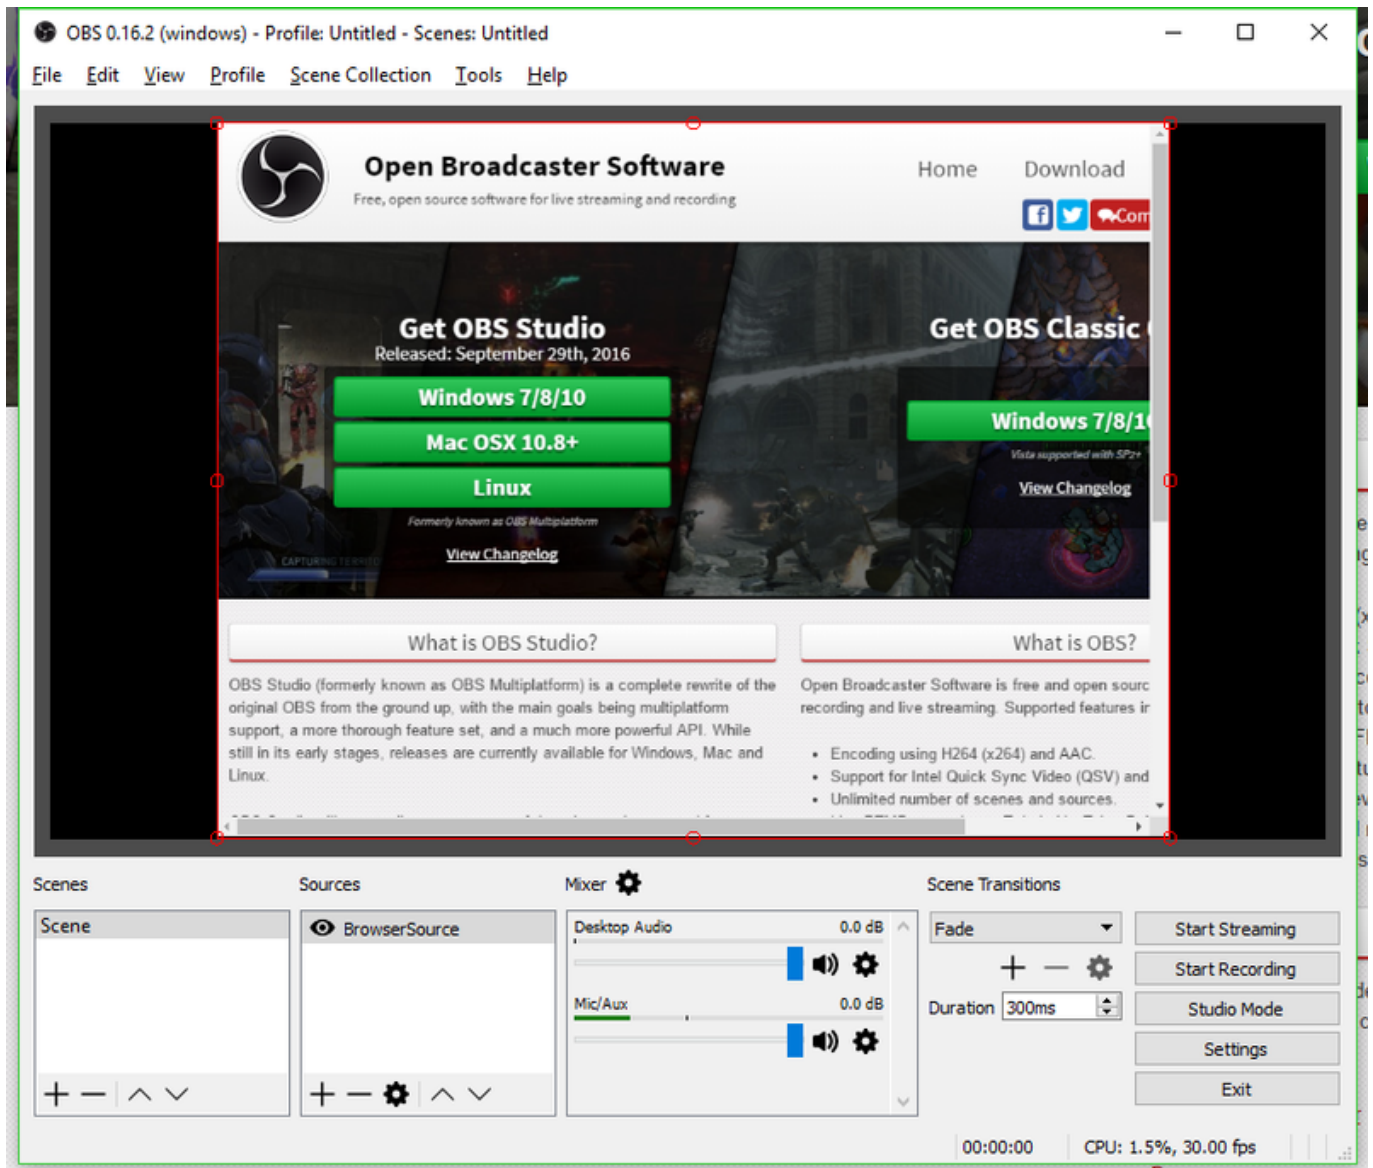 OBS 0.16.2 (windows) - Profile: Untitled - Scenes: Untitled
File Edit View Profile Scene Collection Tools Help
Open Broadcaster Software
Free, open source software for live streaming and recording
Home Download
Com
Get OBS Studio
Released: September 29th, 2016
Windows 7/8/10
Mac OSX 10.8+
Linux
Formerly known as OBS Multiplatform
View Changelog
CAPTURING
Get OBS Classic
Windows 7/8/1
Vista supported with SP2+
View Changelog
What is OBS Studio?
OBS Studio (formerly known as OBS Multiplatform) is a complete rewrite of the
original OBS from the ground up, with the main goals being multiplatform
support, a more thorough feature set, and a much more powerful API. While
still in its early stages, releases are currently available for Windows, Mac and
Linux.
What is OBS?
Open Broadcaster Software is free and open sourc
recording and live streaming. Supported features ir
• Encoding using H264 (x264) and AAC.
• Support for Intel Quick Sync Video (QSV) and
• Unlimited number of scenes and sources.
Scenes
Scene
Sources
BrowserSource
Mixer
Desktop Audio 0.0 dB
Mic/Aux 0.0 dB
Scene Transitions
Fade
Duration 300ms
Start Streaming
Start Recording
Studio Mode
Settings
Exit
00:00:00 CPU: 1.5%, 30.00 fps